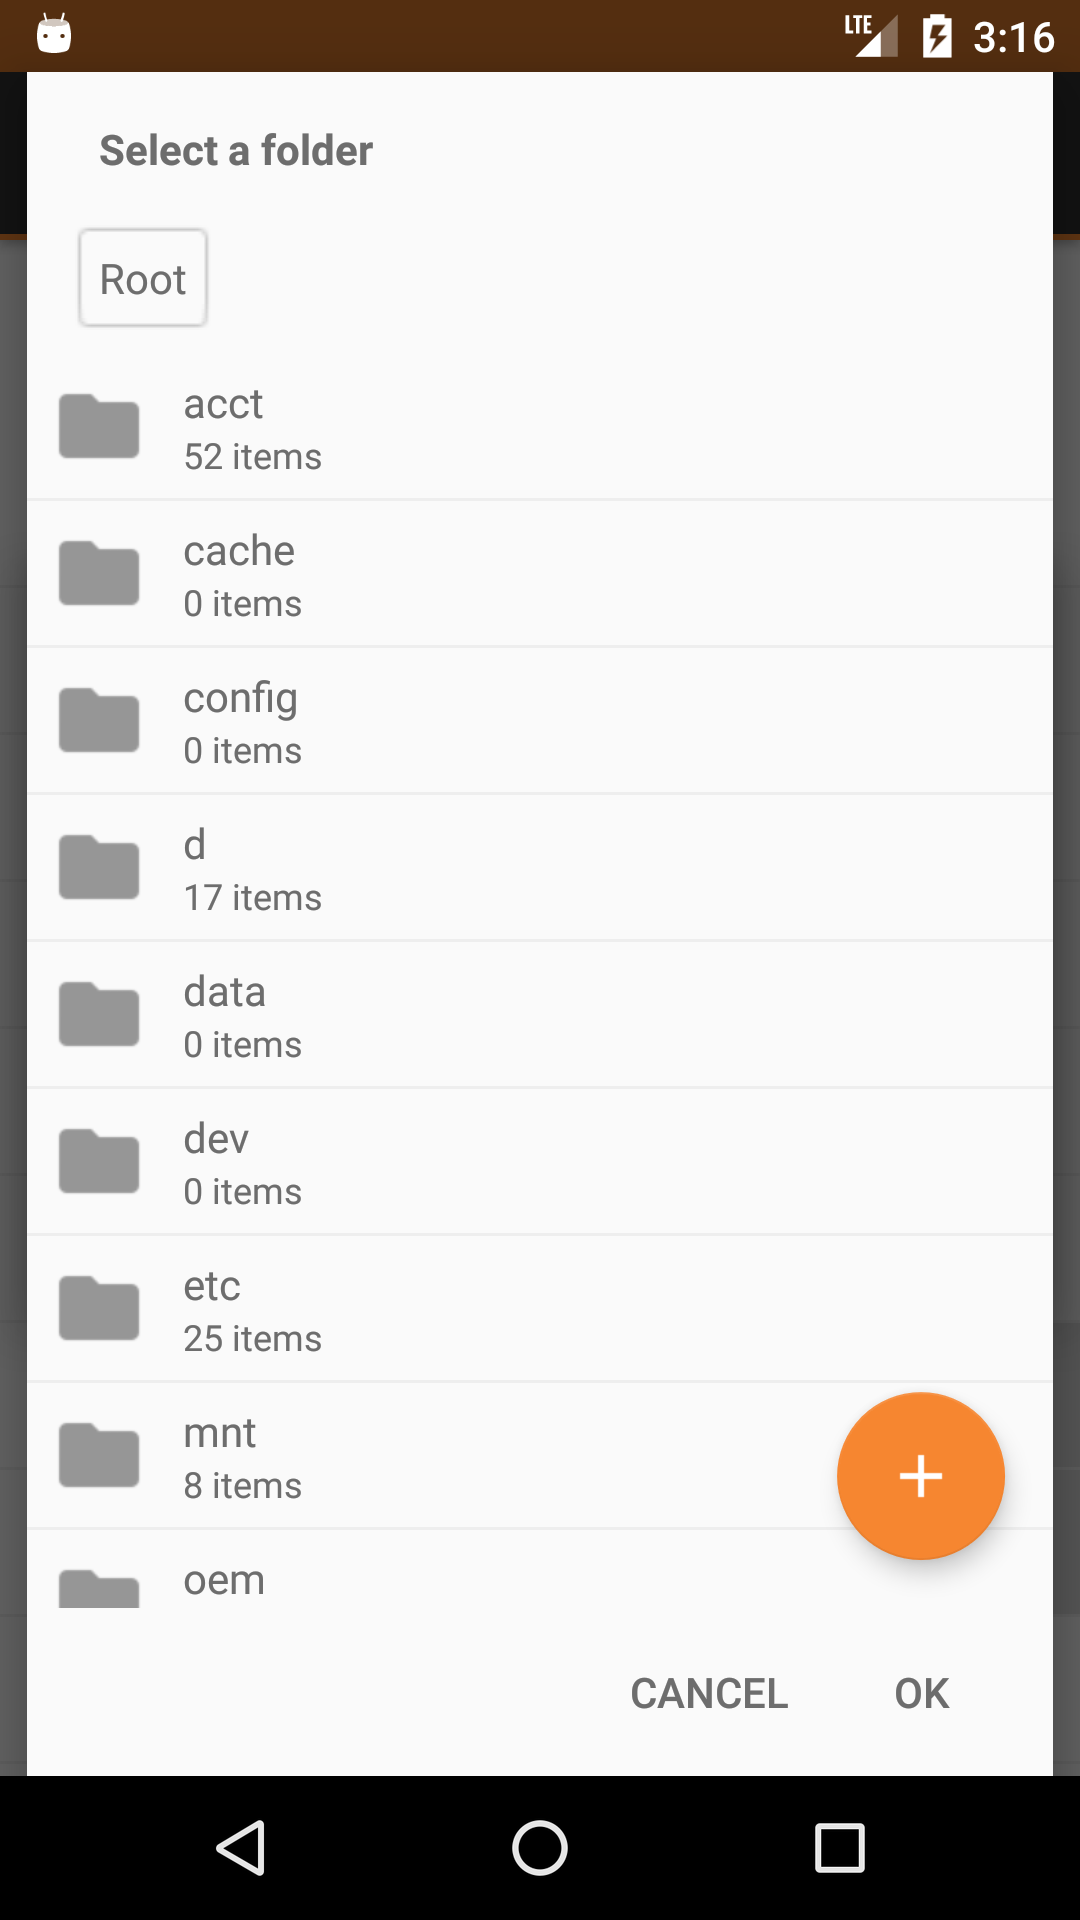 LTE 3:16
Select a folder
Root
acct
52 items
cache
0 items
config
0 items
d
17 items
data
0 items
dev
0 items
etc
25 items
mnt
8 items
oem
CANCEL OK